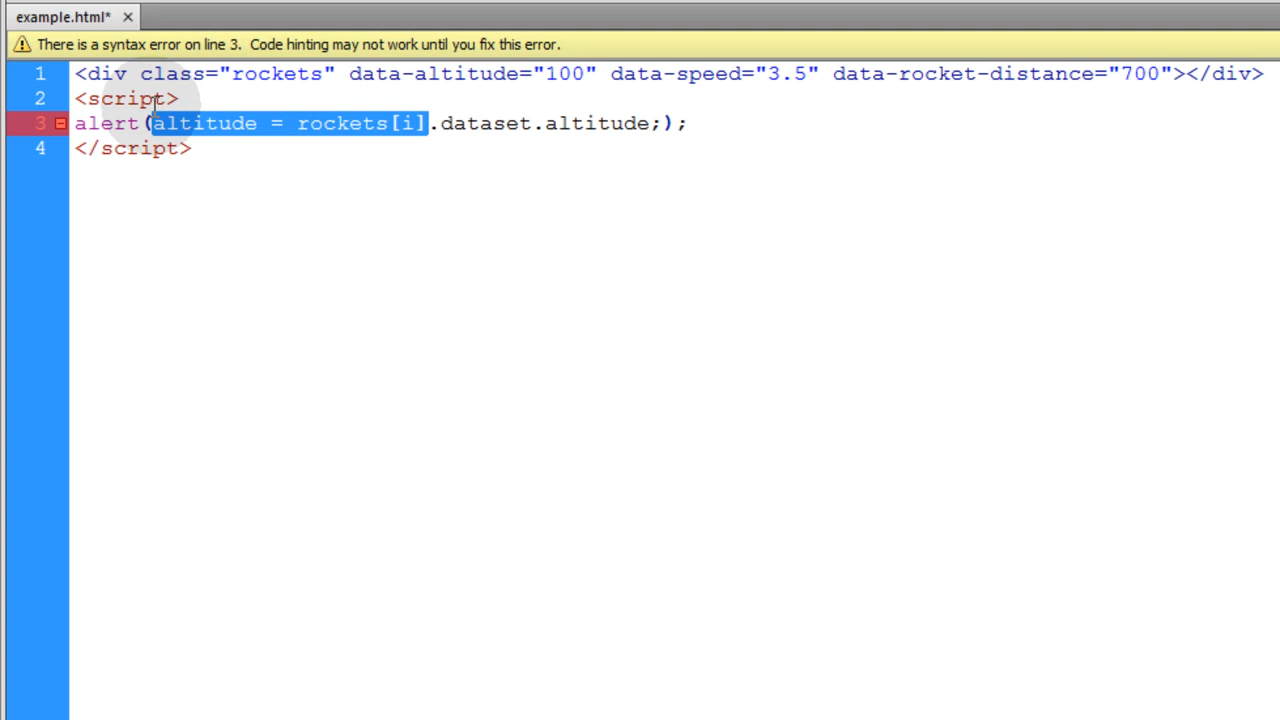 example.html* ×
There is a syntax error on line 3. Code hinting may not work until you fix this error.
1 <div class="rockets" data-altitude="100" data-speed="3.5" data-rocket-distance="700"></div>
2 <script>
3 alert(altitude = rockets[i].dataset.altitude;);
4 </script>